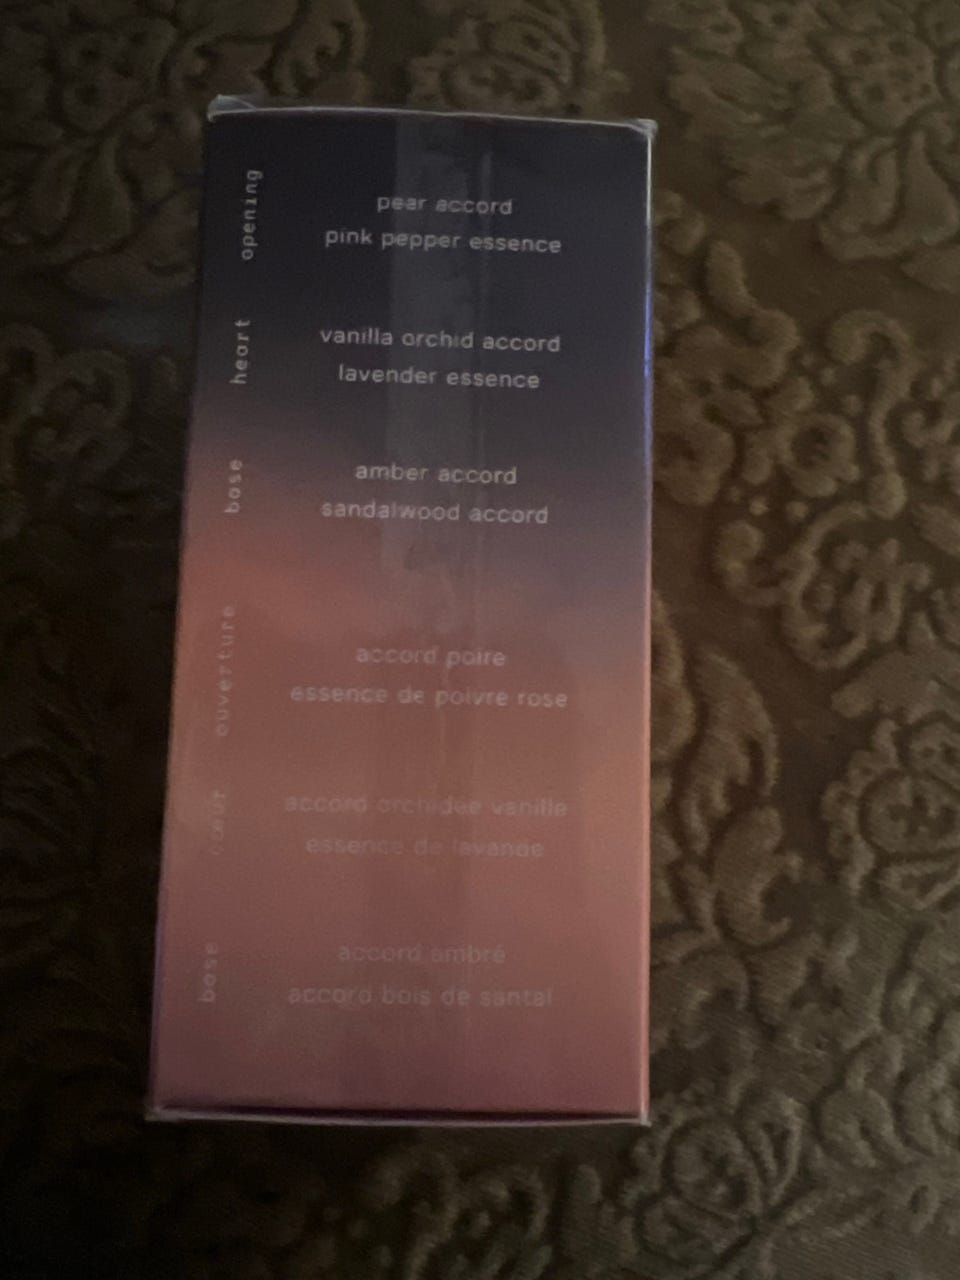 opening
pear accord
pink pepper essence
heart
vanilla orchid accord
lavender essence
base
amber accord
sandalwood accord
ouverture
accord poire
essence de poivre rose
cœur
accord orchidée vanille
essence de lavande
base
accord ambré
accord bois de santal